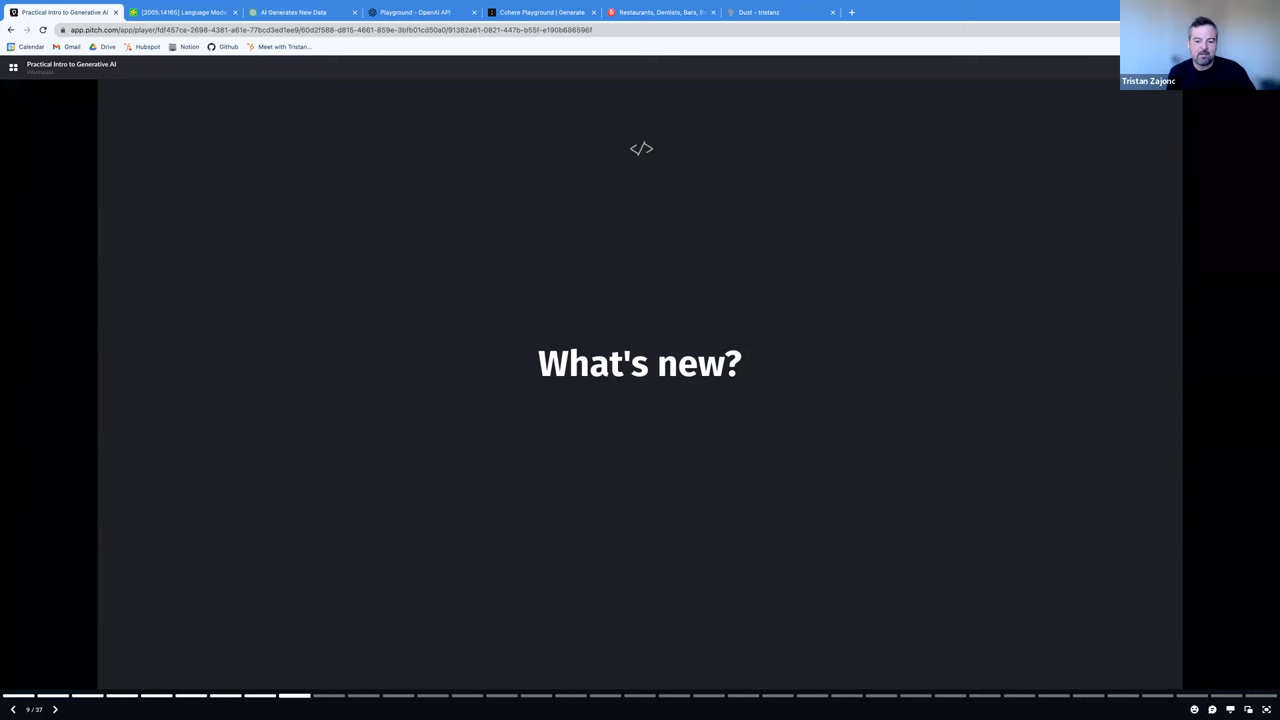 Practical Intro to Generative AI
[2005.14165] Language Mode
AI Generates New Data
Playground - OpenAI API
Cohere Playground | Generate
Restaurants, Dentists, Bars, B
Dust - tristanz
app.pitch.com/app/player/fdf457ce-2698-4381-a61e-77bcd3ed1ee9/60d2f588-d815-4661-859e-3bfb01cd50a0/91382a61-0821-447b-b55f-e190b686596f
Calendar
Gmail
Drive
Hubspot
Notion
Github
Meet with Tristan...
Practical Intro to Generative AI
Workspace
Tristan Zajonc
</>
What's new?
9 / 37